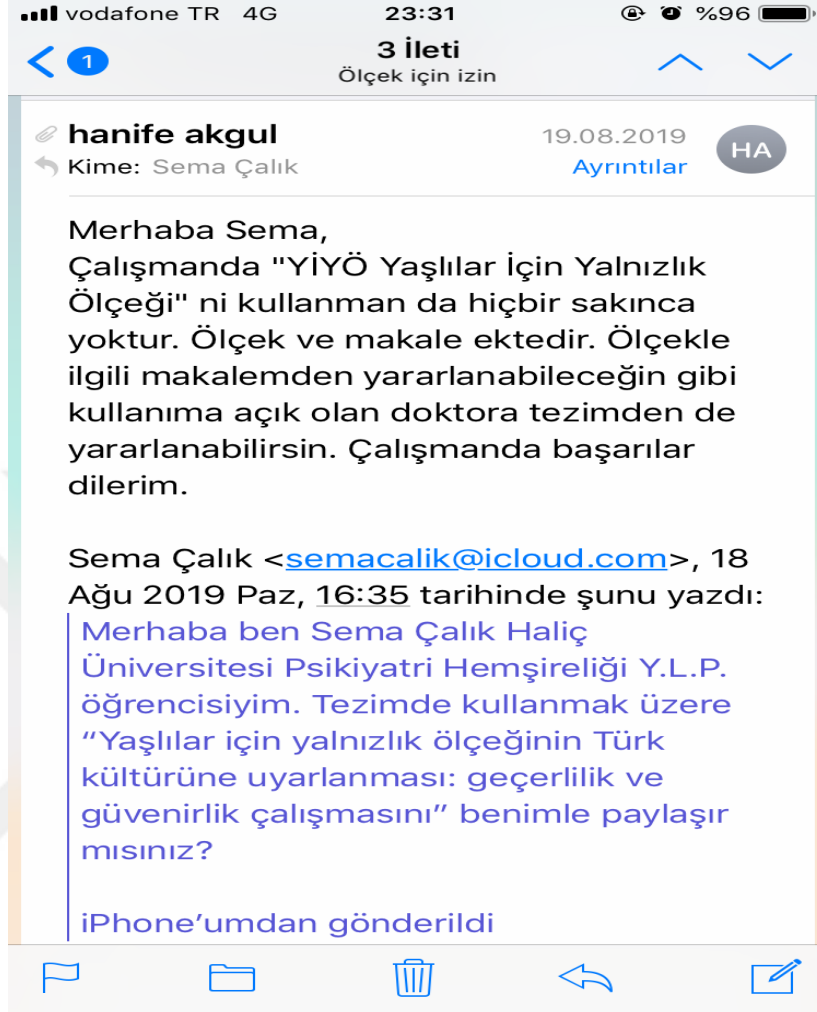 vodafone TR 4G 23:31 %96
1 3 İleti
Ölçek için izin
hanife akgul 19.08.2019 HA
Kime: Sema Çalık Ayrıntılar
Merhaba Sema,
Çalışmanda "YİYÖ Yaşlılar İçin Yalnızlık
Ölçeği" ni kullanman da hiçbir sakınca
yoktur. Ölçek ve makale ektedir. Ölçekle
ilgili makalemden yararlanabileceğin gibi
kullanıma açık olan doktora tezimden de
yararlanabilirsin. Çalışmanda başarılar
dilerim.
Sema Çalık <semacalik@icloud.com>, 18
Ağu 2019 Paz, 16:35 tarihinde şunu yazdı:
Merhaba ben Sema Çalık Haliç
Üniversitesi Psikiyatri Hemşireliği Y.L.P.
öğrencisiyim. Tezimde kullanmak üzere
“Yaşlılar için yalnızlık ölçeğinin Türk
kültürüne uyarlanması: geçerlilik ve
güvenirlik çalışmasını” benimle paylaşır
mısınız?
iPhone’umdan gönderildi